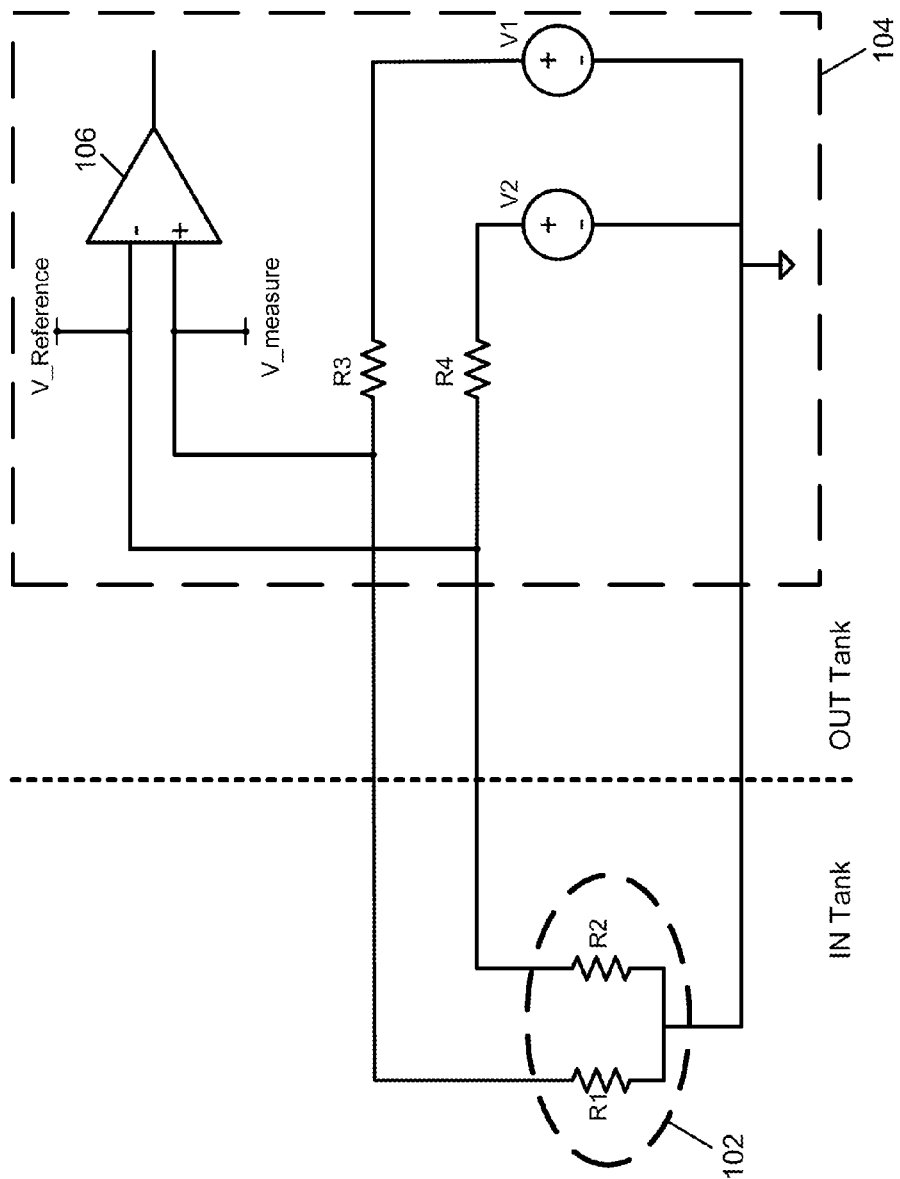 106
V_Reference
-
+
V_measure
V1
+
-
V2
+
-
R3
R4
104
OUT Tank
IN Tank
R1
R2
102